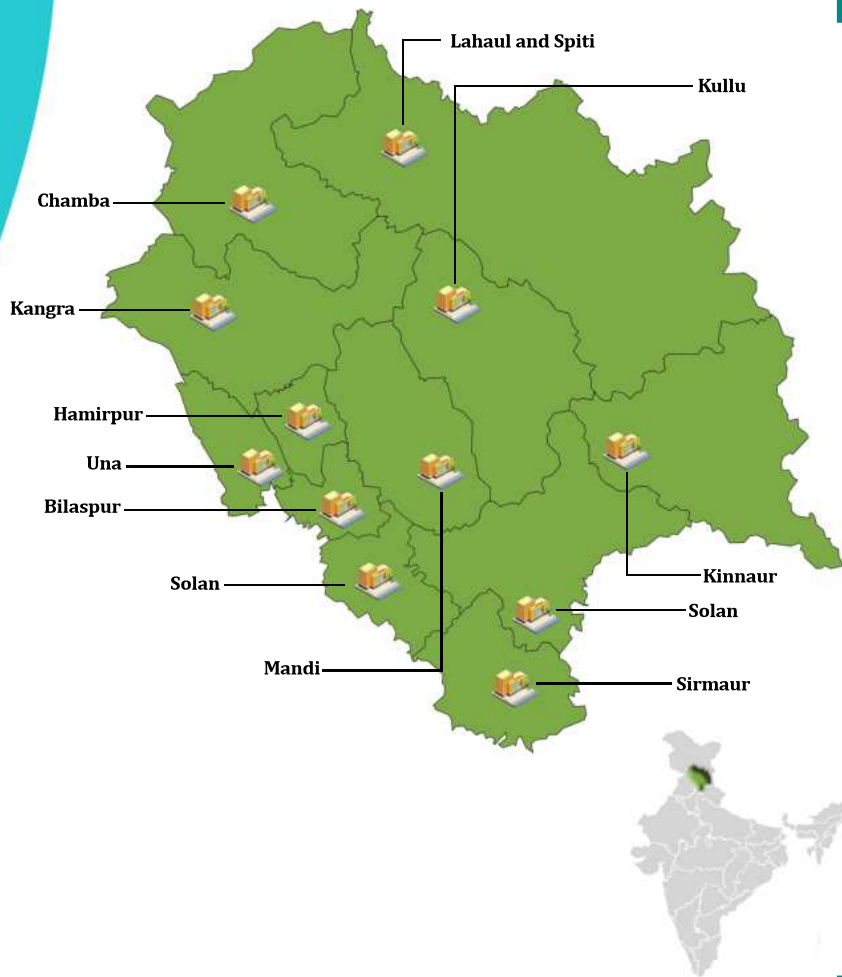 Lahaul and Spiti
Kullu
Chamba
Kangra
Hamirpur
Una
Bilaspur
Kinnaur
Solan
Solan
Mandi
Sirmaur